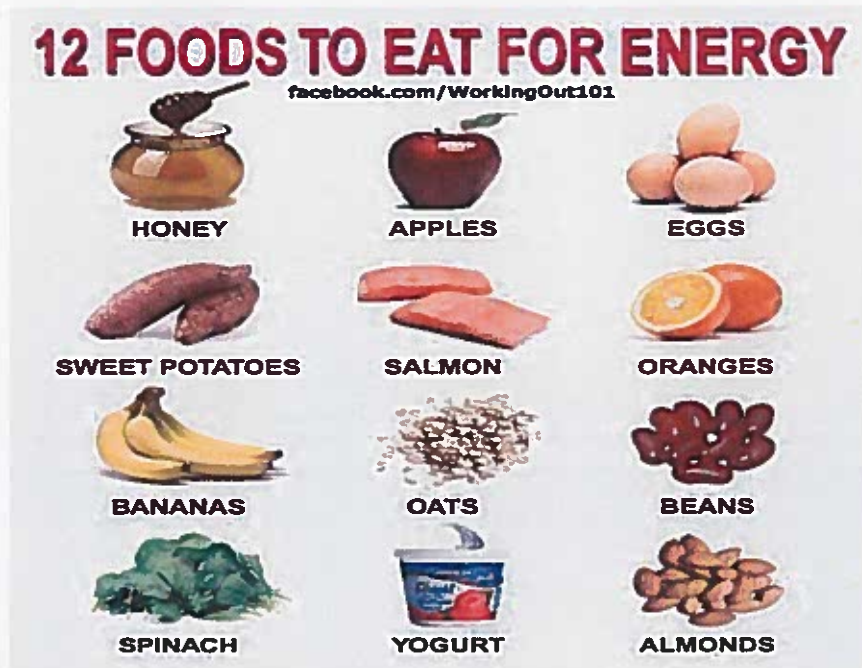 12 FOODS TO EAT FOR ENERGY
facebook.com/WorkingOut101
HONEY
APPLES
EGGS
SWEET POTATOES
SALMON
ORANGES
BANANAS
OATS
BEANS
SPINACH
YOGURT
ALMONDS